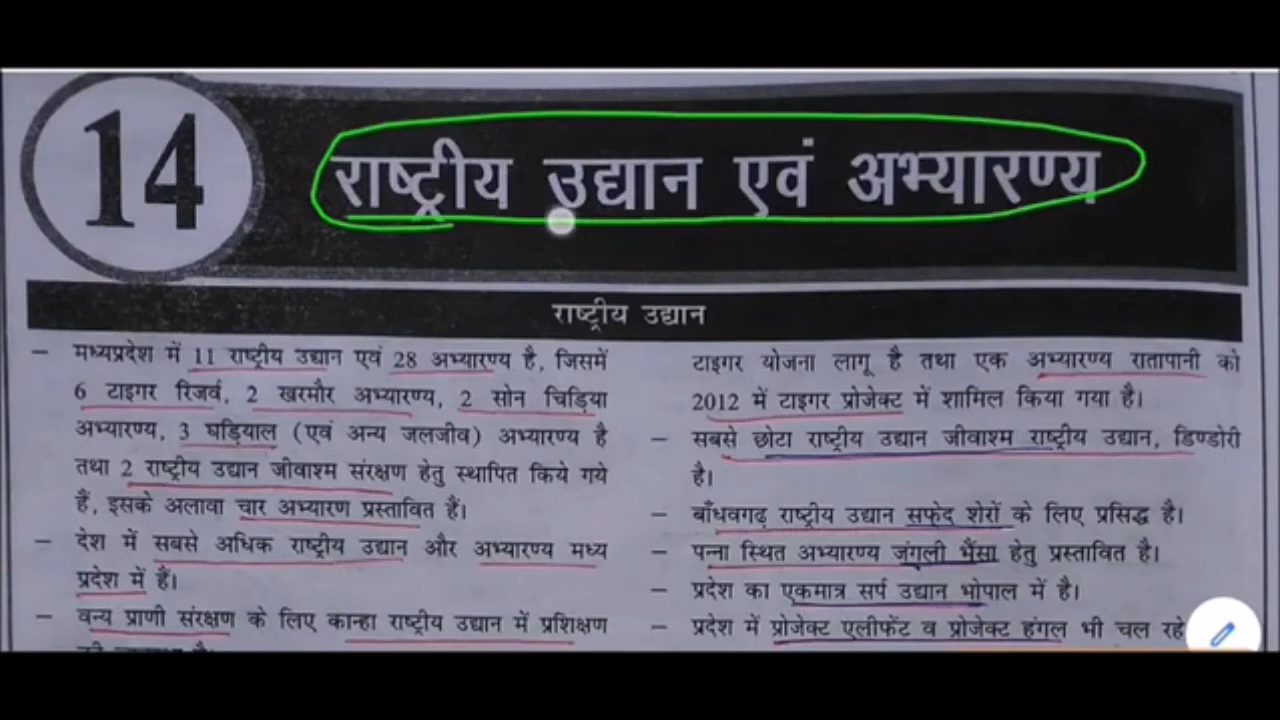 14
राष्ट्रीय उद्यान एवं अभ्यारण्य
राष्ट्रीय उद्यान
– मध्यप्रदेश में 11 राष्ट्रीय उद्यान एवं 28 अभ्यारण्य है, जिसमें
6 टाइगर रिजर्व, 2 खरमौर अभ्यारण्य, 2 सोन चिड़िया
अभ्यारण्य, 3 घड़ियाल (एवं अन्य जलजीव) अभ्यारण्य है
तथा 2 राष्ट्रीय उद्यान जीवाश्म संरक्षण हेतु स्थापित किये गये
हैं, इसके अलावा चार अभ्यारण प्रस्तावित हैं।
– देश में सबसे अधिक राष्ट्रीय उद्यान और अभ्यारण्य मध्य
प्रदेश में हैं।
– वन्य प्राणी संरक्षण के लिए कान्हा राष्ट्रीय उद्यान में प्रशिक्षण
टाइगर योजना लागू है तथा एक अभ्यारण्य रातापानी को
2012 में टाइगर प्रोजेक्ट में शामिल किया गया है।
– सबसे छोटा राष्ट्रीय उद्यान जीवाश्म राष्ट्रीय उद्यान, डिण्डोरी
है।
– बाँधवगढ़ राष्ट्रीय उद्यान सफेद शेरों के लिए प्रसिद्ध है।
– पन्ना स्थित अभ्यारण्य जंगली भैंसा हेतु प्रस्तावित है।
– प्रदेश का एकमात्र सर्प उद्यान भोपाल में है।
– प्रदेश में प्रोजेक्ट एलीफेंट व प्रोजेक्ट हंगल भी चल रहे